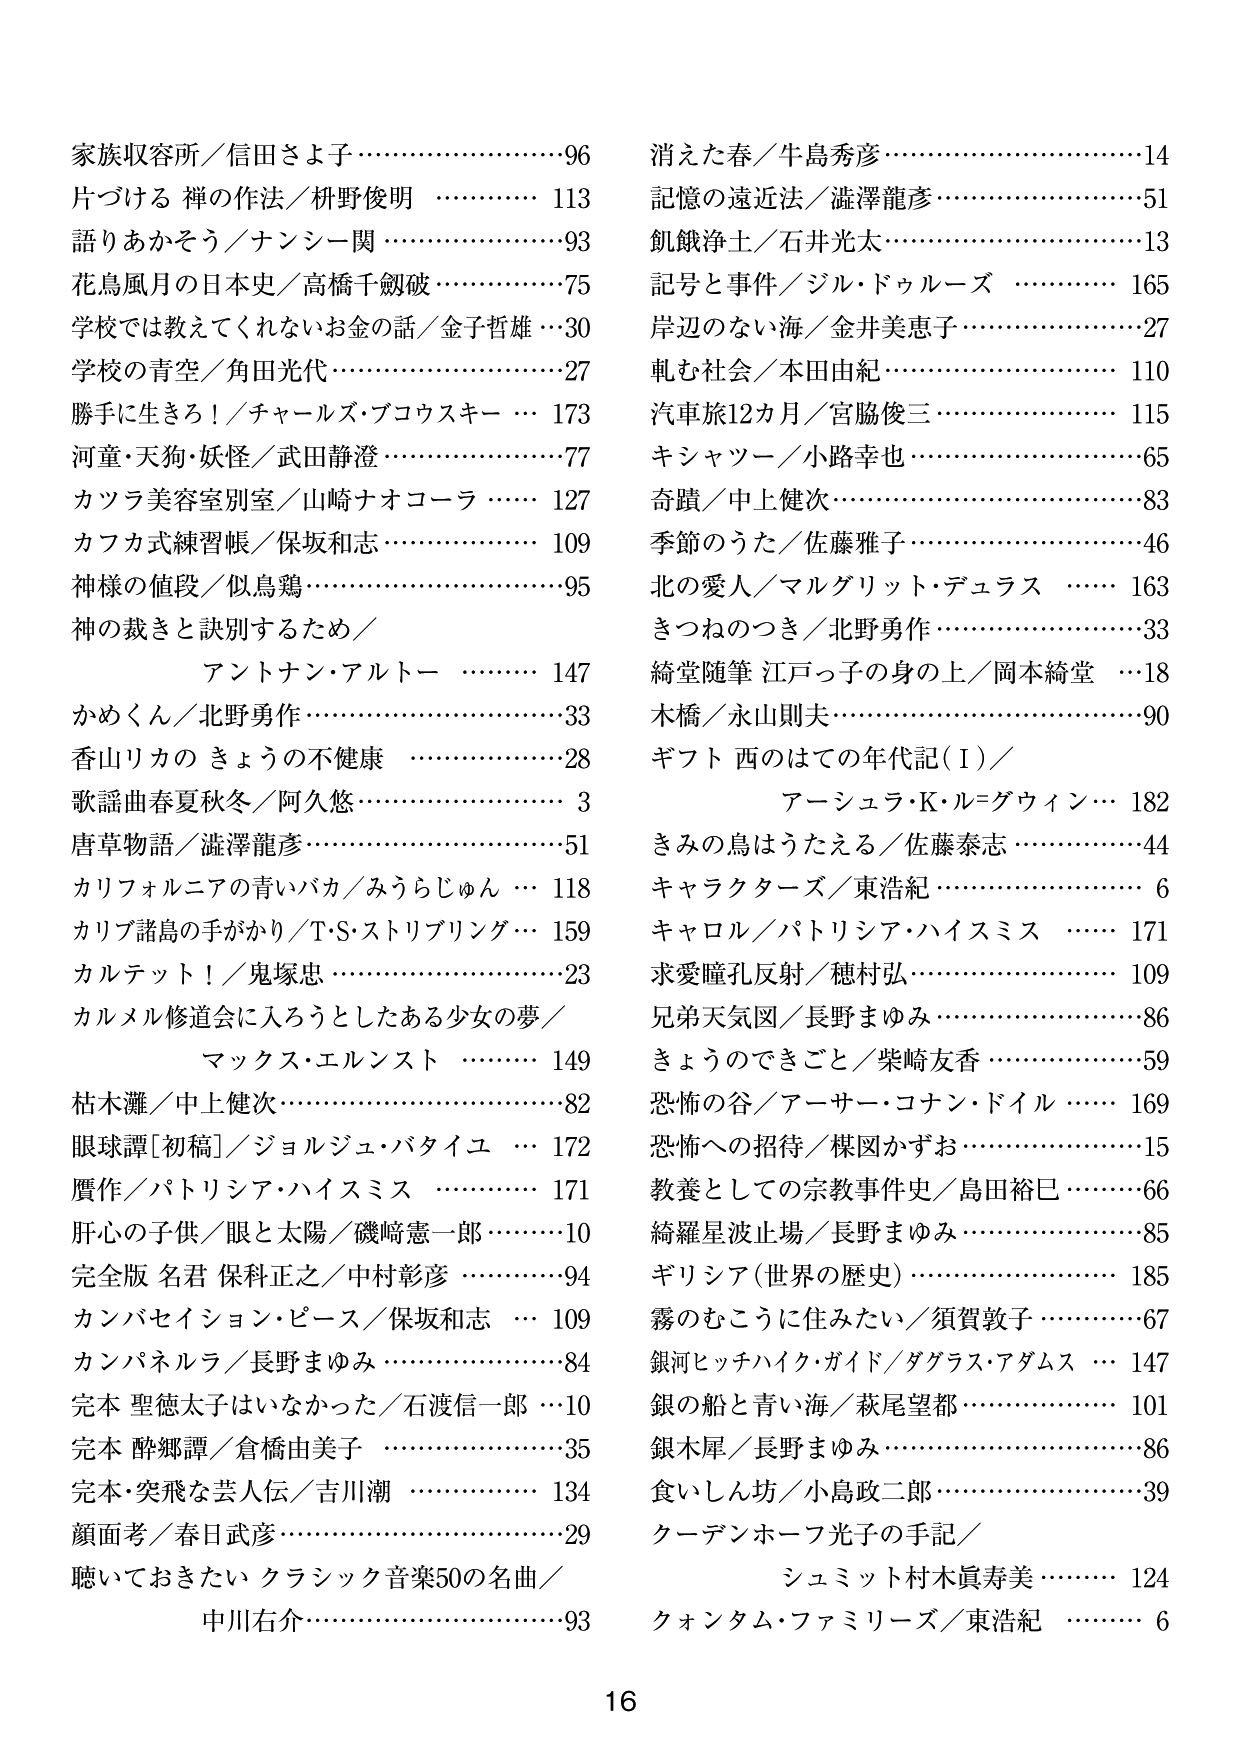 家族収容所／信田さよ子……………………96
片づける 禅の作法／枡野俊明 ………… 113
語りあかそう／ナンシー関…………………93
花鳥風月の日本史／高橋千劔破……………75
学校では教えてくれないお金の話／金子哲雄…30
学校の青空／角田光代………………………27
勝手に生きろ！／チャールズ･ブコウスキー … 173
河童･天狗･妖怪／武田静澄…………………77
カツラ美容室別室／山崎ナオコーラ …… 127
カフカ式練習帳／保坂和志……………… 109
神様の値段／似鳥鶏…………………………95
神の裁きと訣別するため／
アントナン･アルトー ……… 147
かめくん／北野勇作…………………………33
香山リカの きょうの不健康 ………………28
歌謡曲春夏秋冬／阿久悠…………………… 3
唐草物語／澁澤龍彥…………………………51
カリフォルニアの青いバカ／みうらじゅん … 118
カリブ諸島の手がかり／T･S･ストリブリング… 159
カルテット！／鬼塚忠………………………23
カルメル修道会に入ろうとしたある少女の夢／
マックス･エルンスト ……… 149
枯木灘／中上健次……………………………82
眼球譚[初稿]／ジョルジュ･バタイユ … 172
贋作／パトリシア･ハイスミス ………… 171
肝心の子供／眼と太陽／磯﨑憲一郎………10
完全版 名君 保科正之／中村彰彦 …………94
カンバセイション･ピース／保坂和志 … 109
カンパネルラ／長野まゆみ…………………84
完本 聖徳太子はいなかった／石渡信一郎 …10
完本 酔郷譚／倉橋由美子 …………………35
完本･突飛な芸人伝／吉川潮 …………… 134
顔面考／春日武彦……………………………29
聴いておきたい クラシック音楽50の名曲／
中川右介…………………………93
消えた春／牛島秀彦…………………………14
記憶の遠近法／澁澤龍彥……………………51
飢餓浄土／石井光太…………………………13
記号と事件／ジル･ドゥルーズ ………… 165
岸辺のない海／金井美恵子…………………27
軋む社会／本田由紀……………………… 110
汽車旅12カ月／宮脇俊三………………… 115
キシャツー／小路幸也………………………65
奇蹟／中上健次………………………………83
季節のうた／佐藤雅子………………………46
北の愛人／マルグリット･デュラス …… 163
きつねのつき／北野勇作……………………33
綺堂随筆 江戸っ子の身の上／岡本綺堂 …18
木橋／永山則夫………………………………90
ギフト 西のはての年代記(Ⅰ)／
アーシュラ･K･ル=グウィン… 182
きみの鳥はうたえる／佐藤泰志……………44
キャラクターズ／東浩紀…………………… 6
キャロル／パトリシア･ハイスミス …… 171
求愛瞳孔反射／穂村弘…………………… 109
兄弟天気図／長野まゆみ……………………86
きょうのできごと／柴崎友香………………59
恐怖の谷／アーサー･コナン･ドイル …… 169
恐怖への招待／楳図かずお…………………15
教養としての宗教事件史／島田裕巳………66
綺羅星波止場／長野まゆみ…………………85
ギリシア(世界の歴史)…………………… 185
霧のむこうに住みたい／須賀敦子…………67
銀河ヒッチハイク･ガイド／ダグラス･アダムス … 147
銀の船と青い海／萩尾望都……………… 101
銀木犀／長野まゆみ…………………………86
食いしん坊／小島政二郎……………………39
クーデンホーフ光子の手記／
シュミット村木眞寿美……… 124
クォンタム･ファミリーズ／東浩紀 ……… 6
16